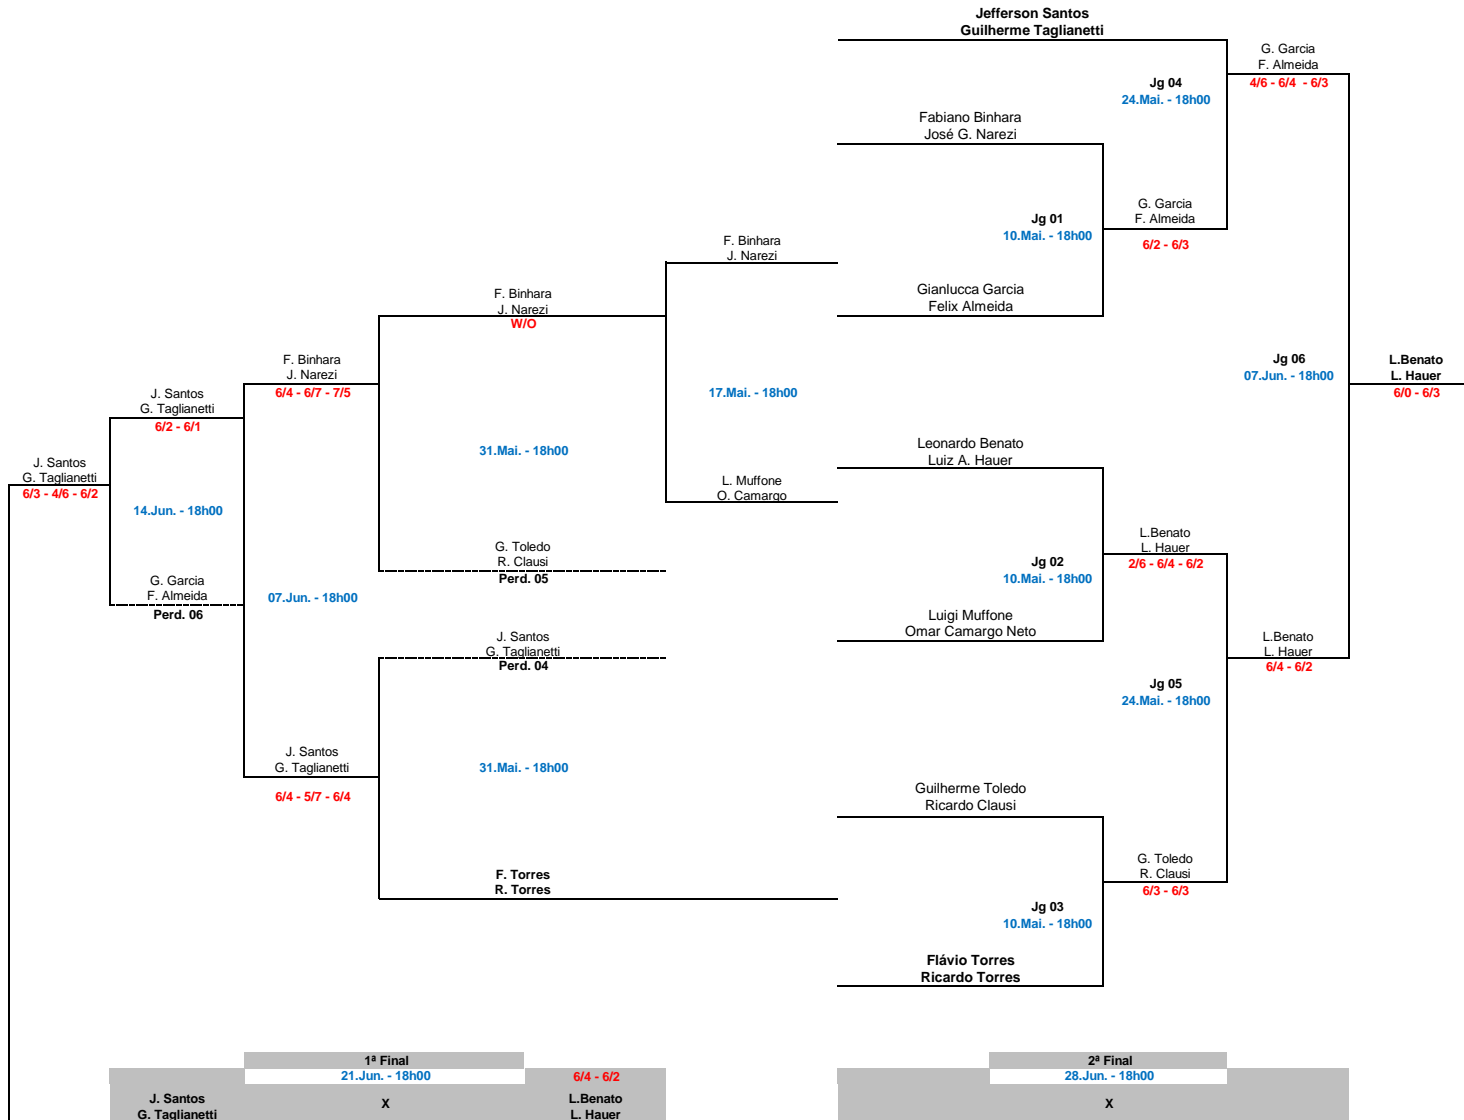 Jefferson Santos
Guilherme Taglianetti
G. Garcia
F. Almeida
4/6 - 6/4 - 6/3
Jg 04
24.Mai. - 18h00
Fabiano Binhara
José G. Narezi
G. Garcia
F. Almeida
6/2 - 6/3
Jg 01
10.Mai. - 18h00
F. Binhara
J. Narezi
Gianlucca Garcia
Felix Almeida
F. Binhara
J. Narezi
W/O
Jg 06
07.Jun. - 18h00
L.Benato
L. Hauer
6/0 - 6/3
F. Binhara
J. Narezi
6/4 - 6/7 - 7/5
17.Mai. - 18h00
J. Santos
G. Taglianetti
6/2 - 6/1
31.Mai. - 18h00
Leonardo Benato
Luiz A. Hauer
J. Santos
G. Taglianetti
6/3 - 4/6 - 6/2
L. Muffone
O. Camargo
14.Jun. - 18h00
L.Benato
L. Hauer
2/6 - 6/4 - 6/2
G. Toledo
R. Clausi
Perd. 05
Jg 02
10.Mai. - 18h00
G. Garcia
F. Almeida
Perd. 06
07.Jun. - 18h00
Luigi Muffone
Omar Camargo Neto
J. Santos
G. Taglianetti
Perd. 04
L.Benato
L. Hauer
6/4 - 6/2
Jg 05
24.Mai. - 18h00
J. Santos
G. Taglianetti
6/4 - 5/7 - 6/4
31.Mai. - 18h00
Guilherme Toledo
Ricardo Clausi
G. Toledo
R. Clausi
6/3 - 6/3
F. Torres
R. Torres
Jg 03
10.Mai. - 18h00
Flávio Torres
Ricardo Torres
1ª Final
21.Jun. - 18h00
6/4 - 6/2
J. Santos
G. Taglianetti
X
L.Benato
L. Hauer
2ª Final
28.Jun. - 18h00
X